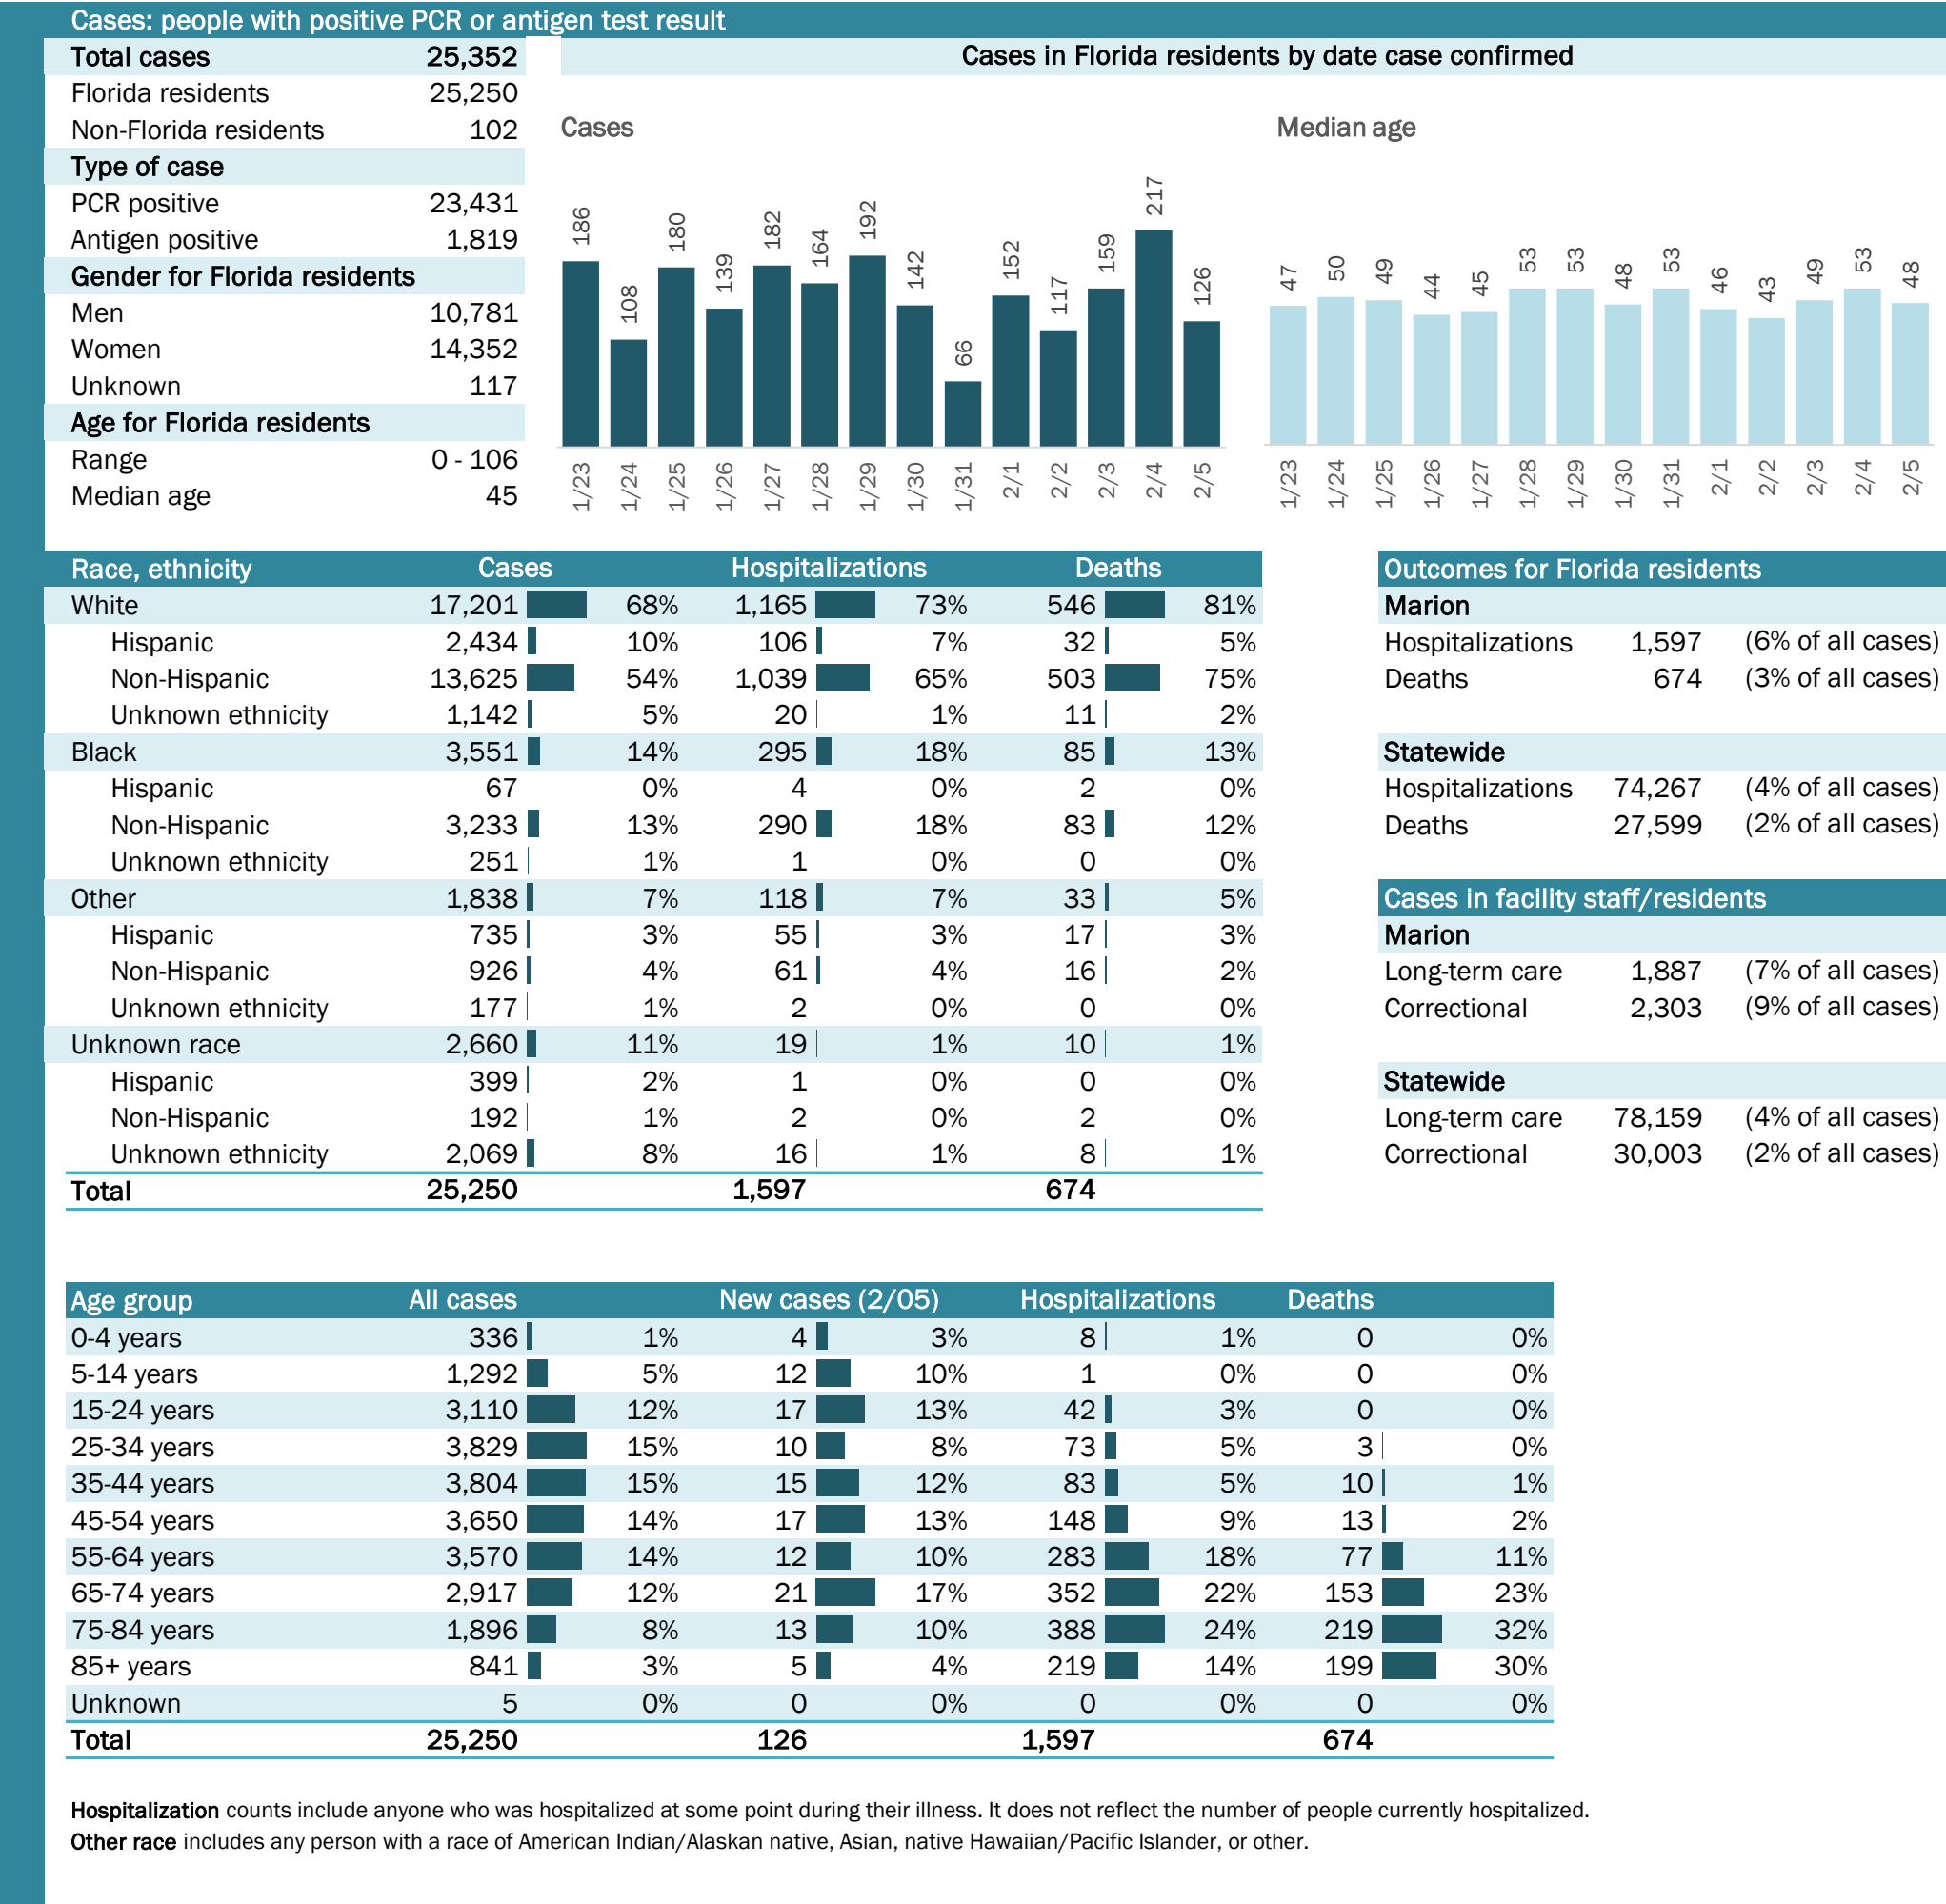 Cases: people with positive PCR or antigen test result
Total cases 25,352
Florida residents 25,250
Non-Florida residents 102
Type of case
PCR positive 23,431
Antigen positive 1,819
Gender for Florida residents
Men 10,781
Women 14,352
Unknown 117
Age for Florida residents
Range 0 - 106
Median age 45
Cases in Florida residents by date case confirmed
Cases
186 108 180 139 182 164 192 142 66 152 117 159 217 126
1/23 1/24 1/25 1/26 1/27 1/28 1/29 1/30 1/31 2/1 2/2 2/3 2/4 2/5
Median age
47 50 49 44 45 53 53 48 53 46 43 49 53 48
1/23 1/24 1/25 1/26 1/27 1/28 1/29 1/30 1/31 2/1 2/2 2/3 2/4 2/5
Race, ethnicity Cases Hospitalizations Deaths
White 17,201 68% 1,165 73% 546 81%
Hispanic 2,434 10% 106 7% 32 5%
Non-Hispanic 13,625 54% 1,039 65% 503 75%
Unknown ethnicity 1,142 5% 20 1% 11 2%
Black 3,551 14% 295 18% 85 13%
Hispanic 67 0% 4 0% 2 0%
Non-Hispanic 3,233 13% 290 18% 83 12%
Unknown ethnicity 251 1% 1 0% 0 0%
Other 1,838 7% 118 7% 33 5%
Hispanic 735 3% 55 3% 17 3%
Non-Hispanic 926 4% 61 4% 16 2%
Unknown ethnicity 177 1% 2 0% 0 0%
Unknown race 2,660 11% 19 1% 10 1%
Hispanic 399 2% 1 0% 0 0%
Non-Hispanic 192 1% 2 0% 2 0%
Unknown ethnicity 2,069 8% 16 1% 8 1%
Total 25,250 1,597 674
Outcomes for Florida residents
Marion
Hospitalizations 1,597 (6% of all cases)
Deaths 674 (3% of all cases)
Statewide
Hospitalizations 74,267 (4% of all cases)
Deaths 27,599 (2% of all cases)
Cases in facility staff/residents
Marion
Long-term care 1,887 (7% of all cases)
Correctional 2,303 (9% of all cases)
Statewide
Long-term care 78,159 (4% of all cases)
Correctional 30,003 (2% of all cases)
Age group All cases New cases (2/05) Hospitalizations Deaths
0-4 years 336 1% 4 3% 8 1% 0 0%
5-14 years 1,292 5% 12 10% 1 0% 0 0%
15-24 years 3,110 12% 17 13% 42 3% 0 0%
25-34 years 3,829 15% 10 8% 73 5% 3 0%
35-44 years 3,804 15% 15 12% 83 5% 10 1%
45-54 years 3,650 14% 17 13% 148 9% 13 2%
55-64 years 3,570 14% 12 10% 283 18% 77 11%
65-74 years 2,917 12% 21 17% 352 22% 153 23%
75-84 years 1,896 8% 13 10% 388 24% 219 32%
85+ years 841 3% 5 4% 219 14% 199 30%
Unknown 5 0% 0 0% 0 0% 0 0%
Total 25,250 126 1,597 674
Hospitalization counts include anyone who was hospitalized at some point during their illness. It does not reflect the number of people currently hospitalized.
Other race includes any person with a race of American Indian/Alaskan native, Asian, native Hawaiian/Pacific Islander, or other.